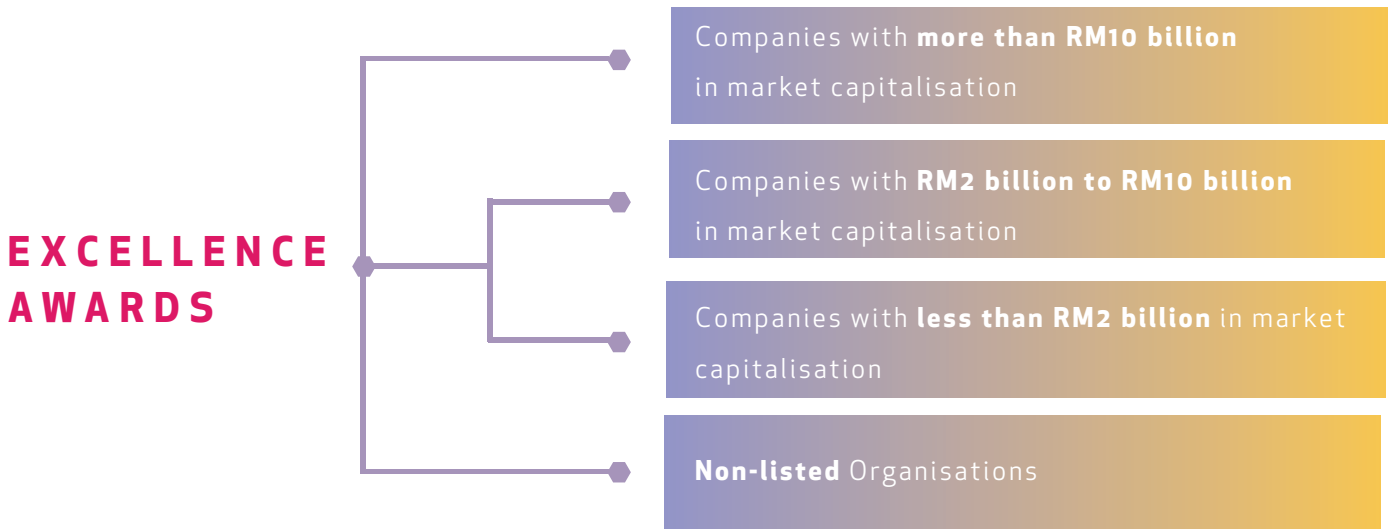 EXCELLENCE
AWARDS
Companies with more than RM10 billion
in market capitalisation
Companies with RM2 billion to RM10 billion
in market capitalisation
Companies with less than RM2 billion in market
capitalisation
Non-listed Organisations